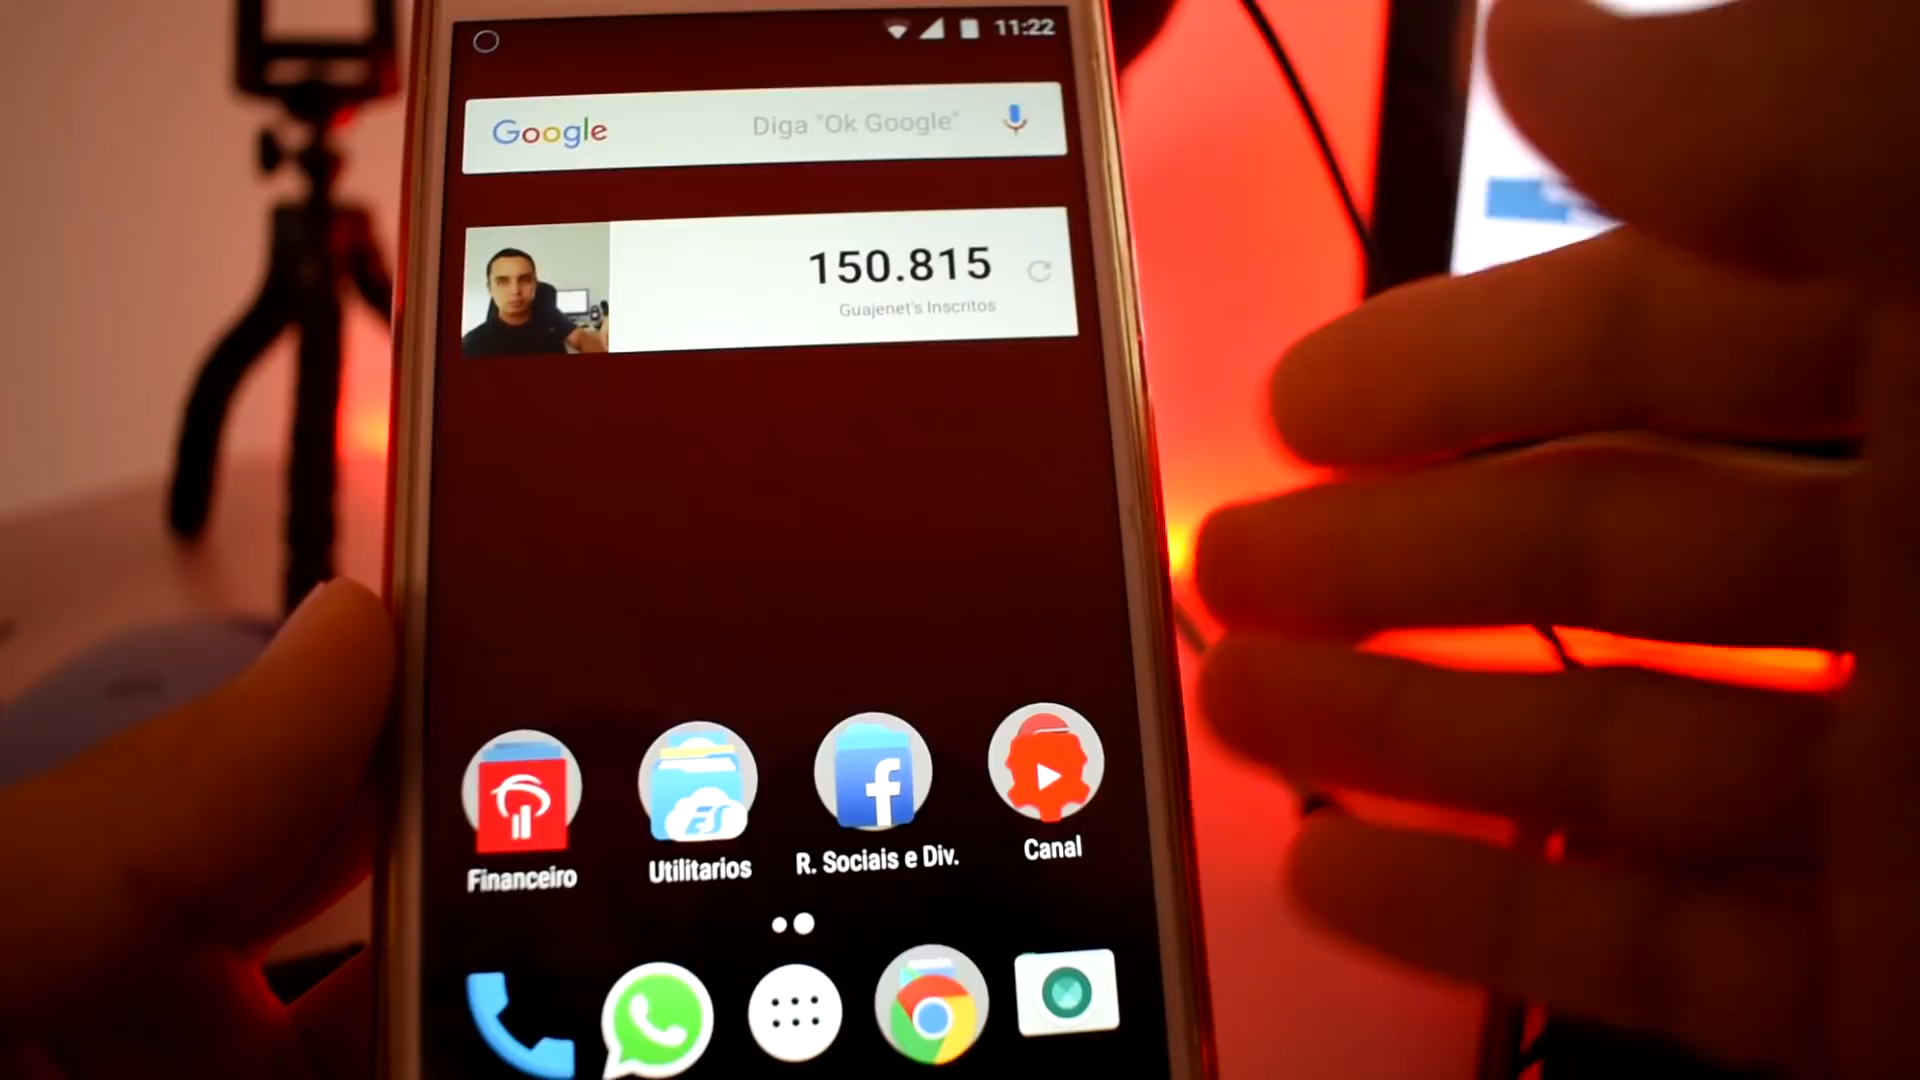 11:22
Google Diga "Ok Google"
150.815
Guajenet's Inscritos
Financeiro
Utilitarios
R. Sociais e Div.
Canal